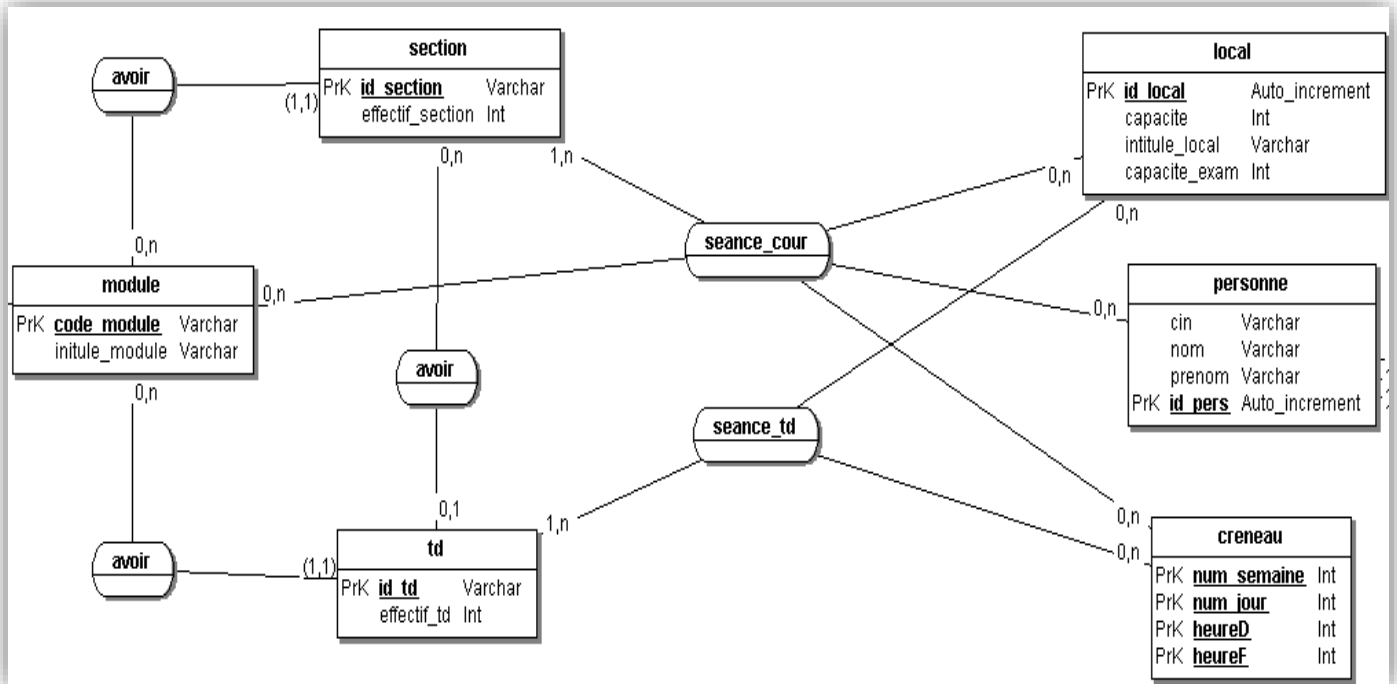 section
PrK id_section Varchar
effectif_section Int
avoir
(1,1)
0,n
1,n
local
PrK id_local Auto_increment
capacite Int
intitule_local Varchar
capacite_exam Int
0,n
0,n
seance_cour
0,n
module
PrK code_module Varchar
initule_module Varchar
0,n
0,n
personne
cin Varchar
nom Varchar
prenom Varchar
PrK id_pers Auto_increment
0,n
avoir
seance_td
0,n
avoir
(1,1)
0,1
td
PrK id_td Varchar
effectif_td Int
1,n
0,n
0,n
creneau
PrK num_semaine Int
PrK num_jour Int
PrK heureD Int
PrK heureF Int